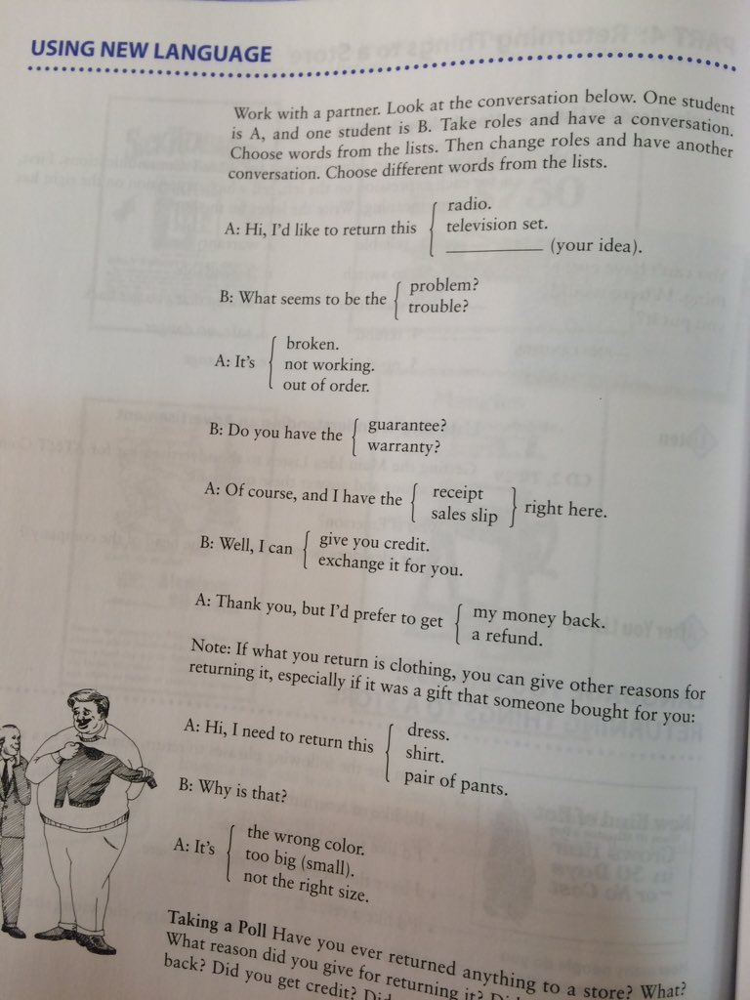 USING NEW LANGUAGE
Work with a partner. Look at the conversation below. One student
is A, and one student is B. Take roles and have a conversation.
Choose words from the lists. Then change roles and have another
conversation. Choose different words from the lists.
radio.
A: Hi, I'd like to return this television set.
(your idea).
problem?
B: What seems to be the
trouble?
broken.
A: It's not working.
out of order.
guarantee?
B: Do you have the
warranty?
receipt
A: Of course, and I have the right here.
sales slip
give you credit.
B: Well, I can
exchange it for you.
my money back.
A: Thank you, but I'd prefer to get
a refund.
Note: If what you return is clothing, you can give other reasons for
returning it, especially if it was a gift that someone bought for you:
dress.
A: Hi, I need to return this shirt.
pair of pants.
B: Why is that?
the wrong color.
A: It's too big (small).
not the right size.
Taking a Poll Have you ever returned anything to a store? What?
What reason did you give for returning it?
back? Did you get credit?